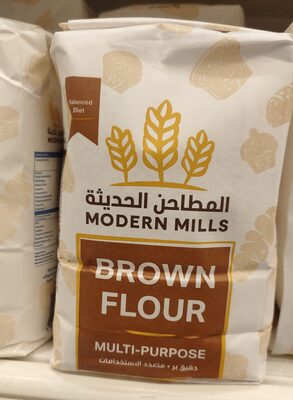 Balanced
Diet
المطاحن الحديثة
MODERN MILLS
BROWN
FLOUR
MULTI-PURPOSE
دقيق بر • متعدد الاستخدامات